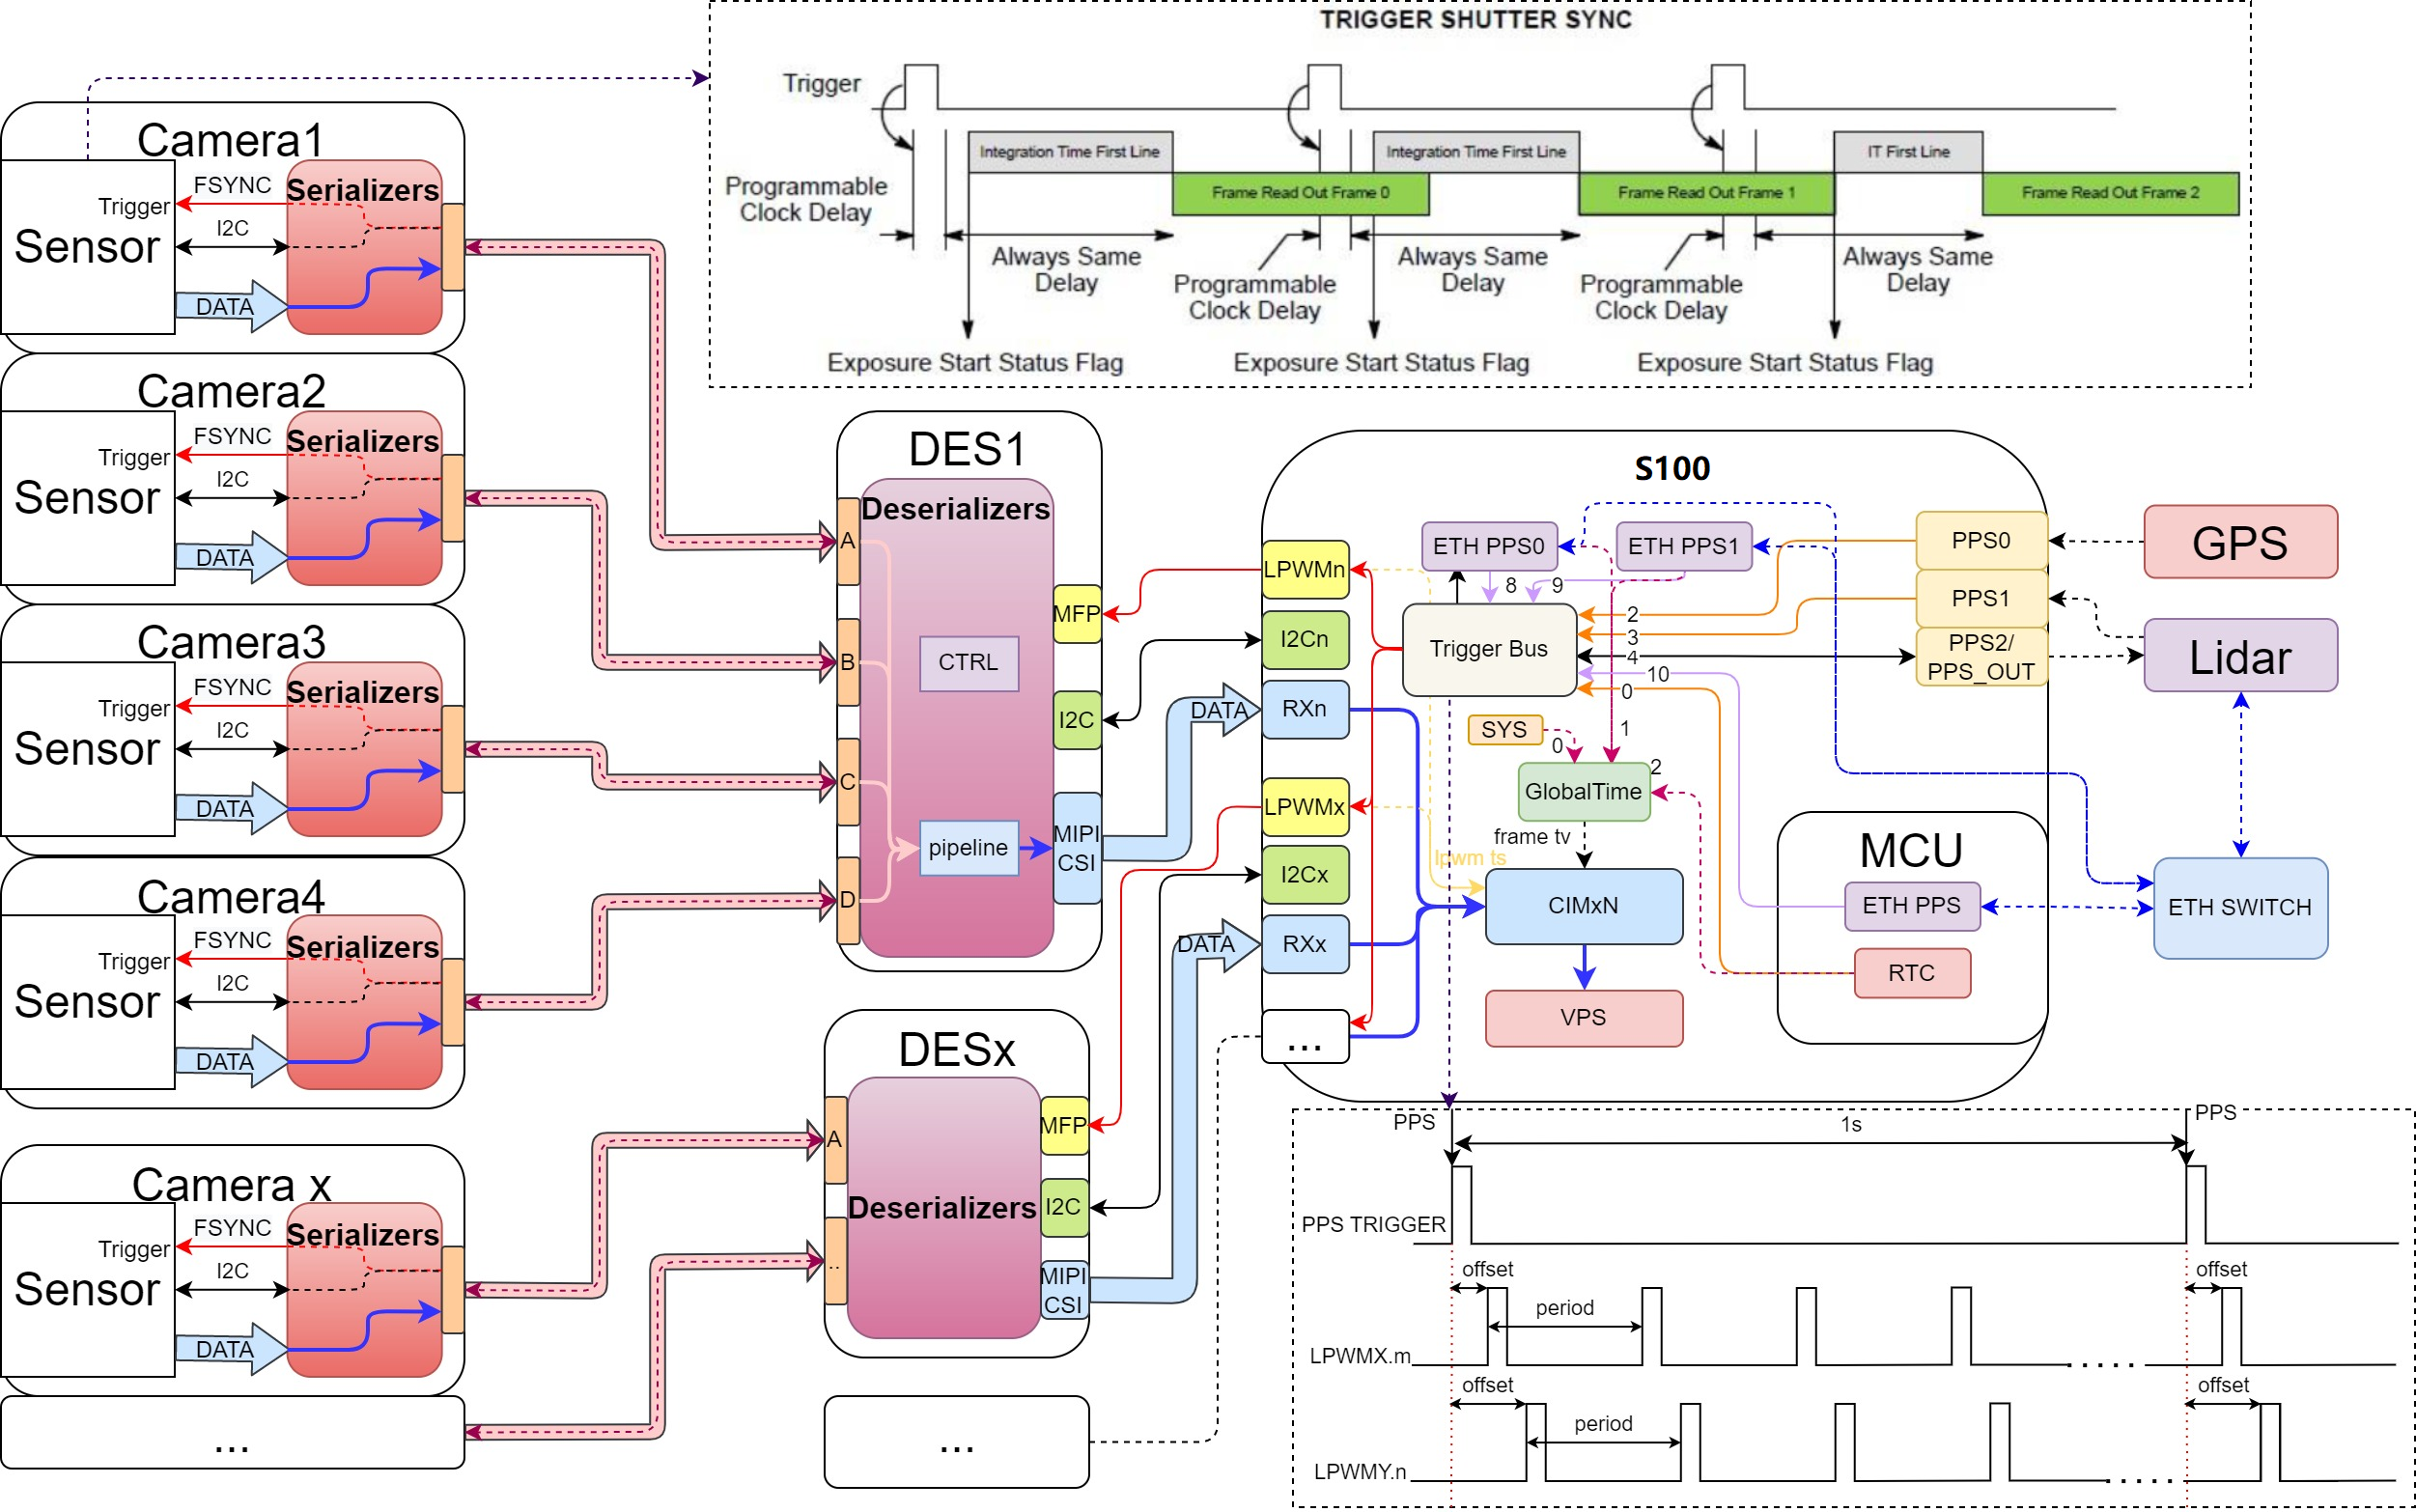 TRIGGER SHUTTER SYNC
Trigger
Integration Time First Line
Integration Time First Line
IT First Line
Frame Read Out Frame 0
Frame Read Out Frame 1
Frame Read Out Frame 2
Programmable
Clock Delay
Always Same
Delay
Programmable
Clock Delay
Always Same
Delay
Programmable
Clock Delay
Always Same
Delay
Exposure Start Status Flag
Exposure Start Status Flag
Exposure Start Status Flag
Camera1
Sensor
Trigger
FSYNC
I2C
DATA
Serializers
Camera2
Sensor
Trigger
FSYNC
I2C
DATA
Serializers
Camera3
Sensor
Trigger
FSYNC
I2C
DATA
Serializers
Camera4
Sensor
Trigger
FSYNC
I2C
DATA
Serializers
Camera x
Sensor
Trigger
FSYNC
I2C
DATA
Serializers
...
DES1
Deserializers
A
B
C
D
CTRL
pipeline
MFP
I2C
MIPI
CSI
DATA
DESx
Deserializers
A
..
MFP
I2C
MIPI
CSI
DATA
...
S100
LPWMn
I2Cn
RXn
LPWMx
I2Cx
RXx
...
ETH PPS0
ETH PPS1
8
9
Trigger Bus
2
3
4
10
0
1
SYS
0
2
GlobalTime
frame tv
lpwm ts
CIMxN
VPS
PPS0
PPS1
PPS2/
PPS_OUT
MCU
ETH PPS
RTC
GPS
Lidar
ETH SWITCH
PPS
1s
PPS
PPS TRIGGER
offset
offset
period
LPWMX.m
.....
offset
offset
period
LPWMY.n
.....